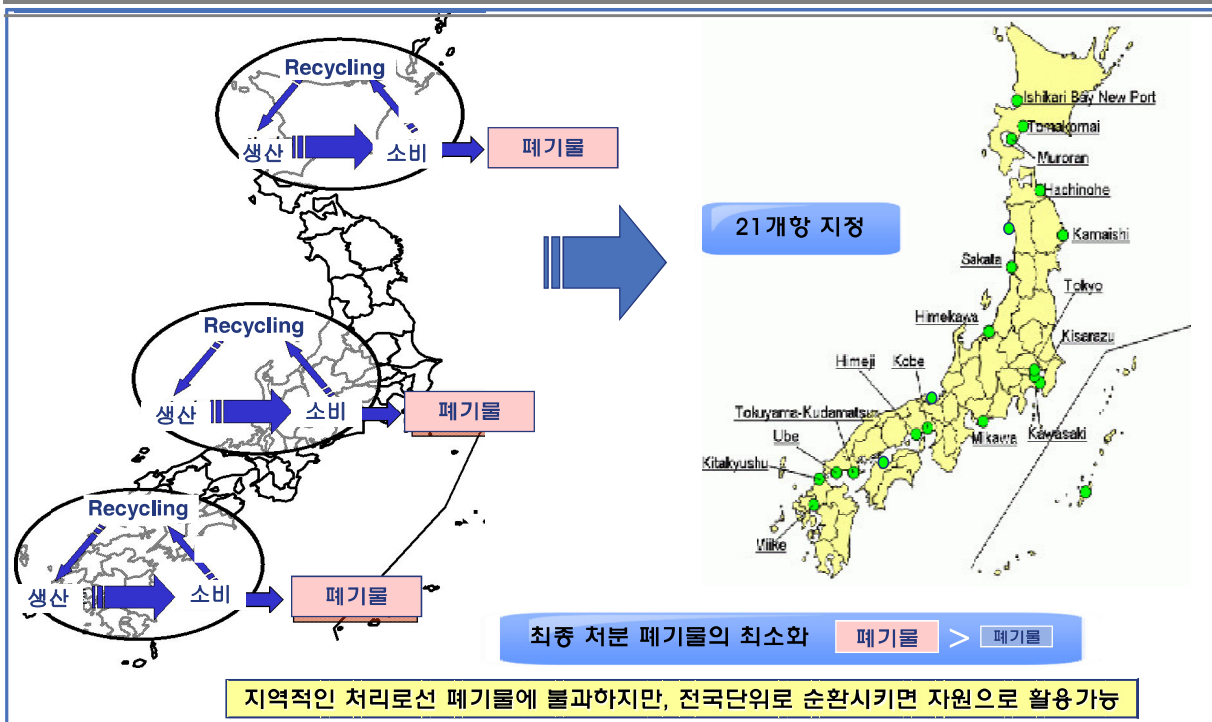 Recycling
생산
소비
폐기물
Recycling
생산
소비
폐기물
Recycling
생산
소비
폐기물
21개항 지정
Ishikari Bay New Port
Tomakomai
Muroran
Hachinohe
Kamaishi
Sakata
Tokyo
Himekawa
Kisarazu
Himeji
Kobe
Tokuyama-Kudamatsu
Mikawa
Kawasaki
Ube
Kitakyushu
Miike
최종 처분 폐기물의 최소화 폐기물 > 폐기물
지역적인 처리로선 폐기물에 불과하지만, 전국단위로 순환시키면 자원으로 활용가능